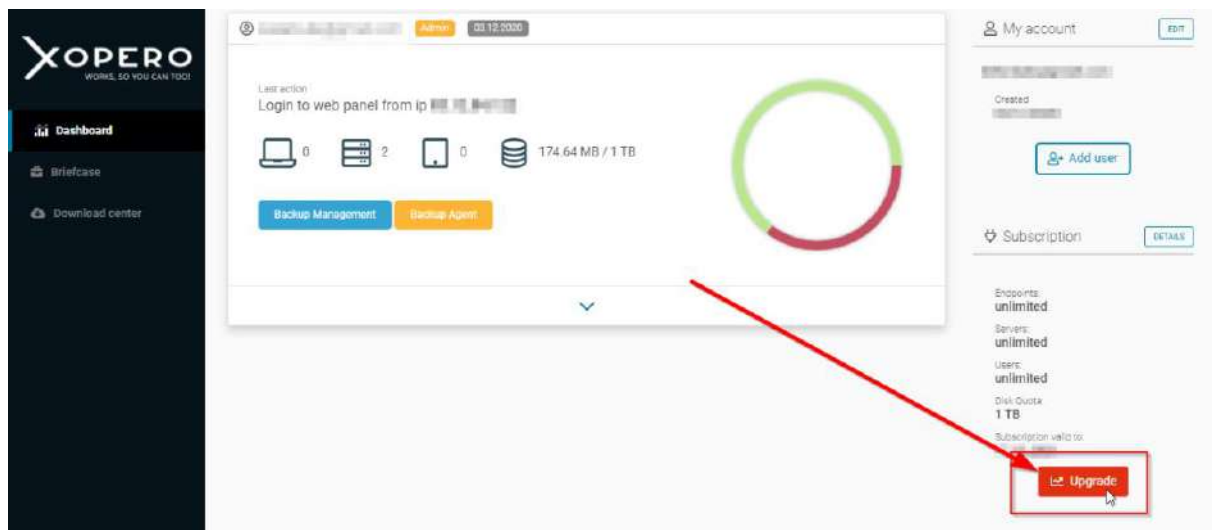 XOPERO
WORKS, SO YOU CAN TOO!
Dashboard
Briefcase
Download center
Admin 03.12.2020
Last action
Login to web panel from ip
0 2 0 174.64 MB / 1 TB
Backup Management Backup Agent
My account EDIT
Created
Add user
Subscription DETAILS
Endpoints:
unlimited
Servers:
unlimited
Users:
unlimited
Disk Quota
1 TB
Subscription valid to:
Upgrade